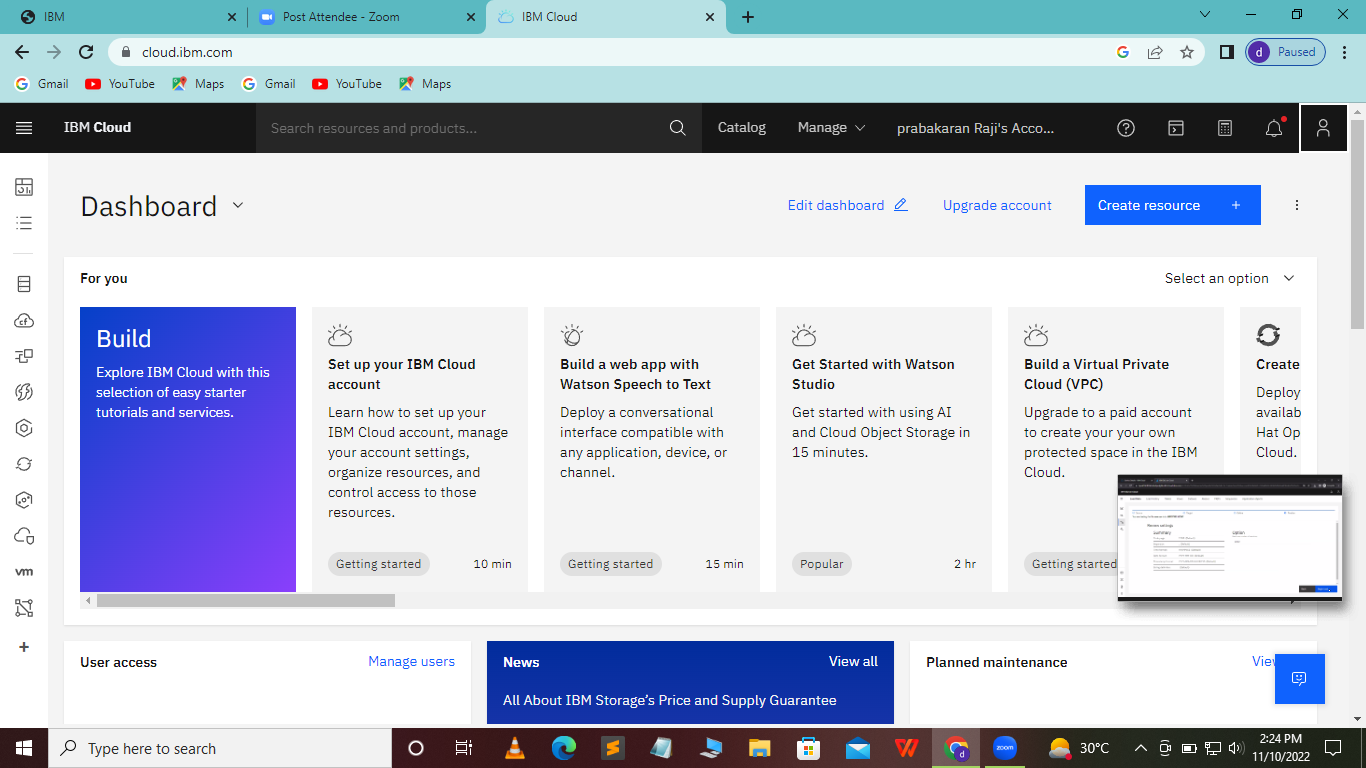 IBM
Post Attendee - Zoom
IBM Cloud
cloud.ibm.com
d
Paused
Gmail
YouTube
Maps
Gmail
YouTube
Maps
IBM Cloud
Search resources and products...
Catalog
Manage
prabakaran Raji's Acco...
Dashboard
Edit dashboard
Upgrade account
Create resource +
For you
Select an option
Build
Explore IBM Cloud with this
selection of easy starter
tutorials and services.
Set up your IBM Cloud
account
Learn how to set up your
IBM Cloud account, manage
your account settings,
organize resources, and
control access to those
resources.
Getting started
10 min
Build a web app with
Watson Speech to Text
Deploy a conversational
interface compatible with
any application, device, or
channel.
Getting started
15 min
Get Started with Watson
Studio
Get started with using AI
and Cloud Object Storage in
15 minutes.
Popular
2 hr
Build a Virtual Private
Cloud (VPC)
Upgrade to a paid account
to create your your own
protected space in the IBM
Cloud.
Getting started
Create
Deploy
availab
Hat Op
Cloud.
cf
vm
User access
Manage users
News
View all
All About IBM Storage's Price and Supply Guarantee
Planned maintenance
View
Type here to search
zoom
30°C
2:24 PM
11/10/2022